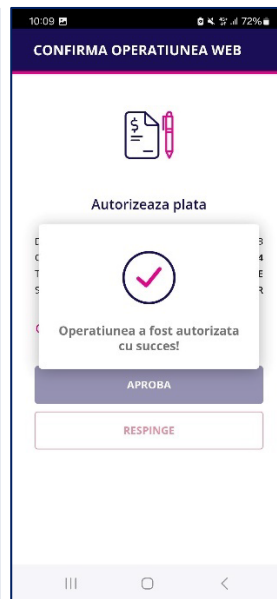 10:09 72%
CONFIRMA OPERATIUNEA WEB
$
Autorizeaza plata
Operatiunea a fost autorizata
cu succes!
APROBA
RESPINGE